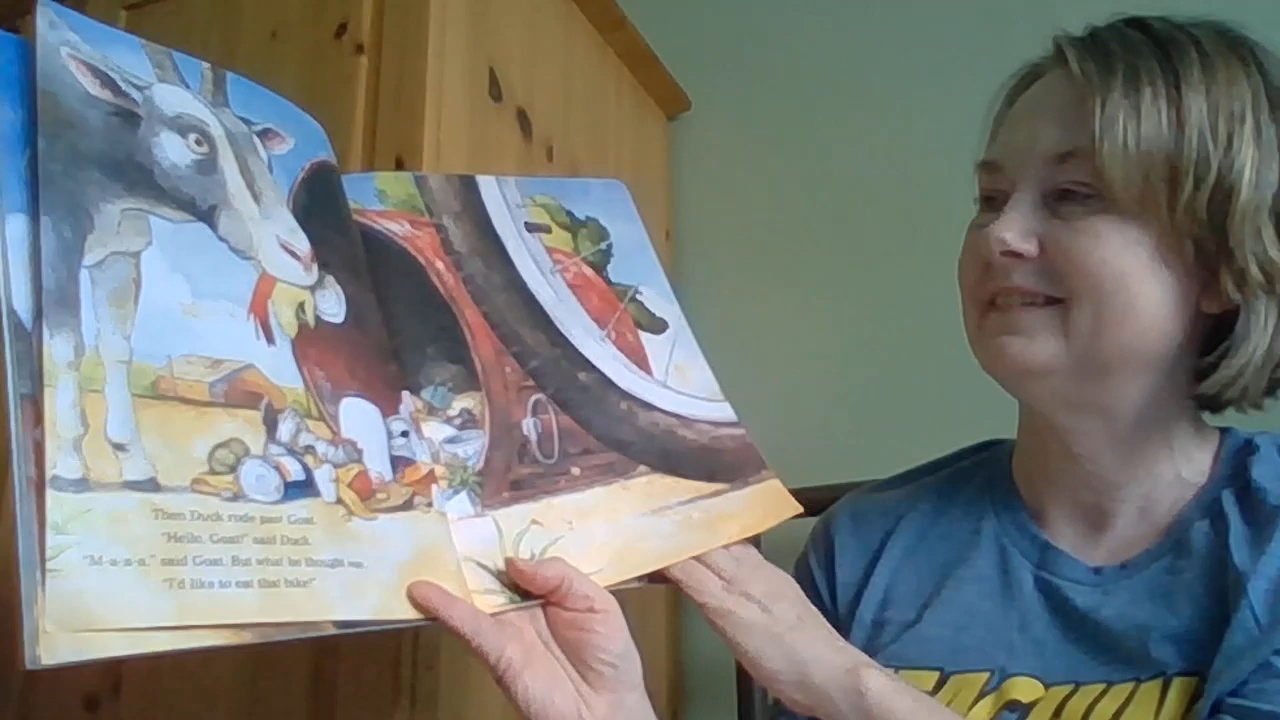 Then Duck rode past Goat.
"Hello, Goat!" said Duck.
"M-a-a-a," said Goat. But what he thought was,
"I'd like to eat that bike!"